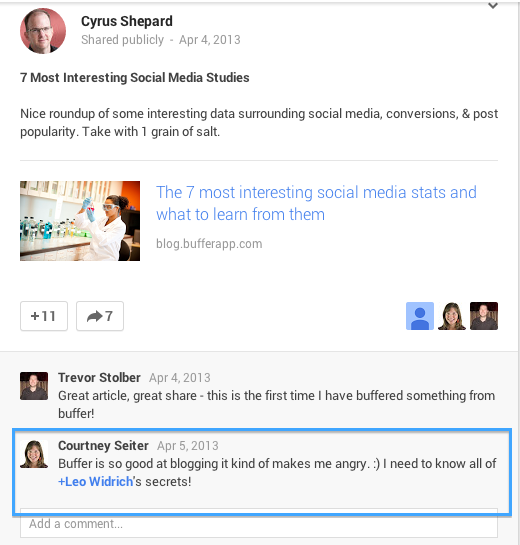 Cyrus Shepard
Shared publicly - Apr 4, 2013
7 Most Interesting Social Media Studies
Nice roundup of some interesting data surrounding social media, conversions, & post
popularity. Take with 1 grain of salt.
The 7 most interesting social media stats and
what to learn from them
blog.bufferapp.com
+11
7
Trevor Stolber Apr 4, 2013
Great article, great share - this is the first time I have buffered something from
buffer!
Courtney Seiter Apr 5, 2013
Buffer is so good at blogging it kind of makes me angry. :) I need to know all of
+Leo Widrich's secrets!
Add a comment...